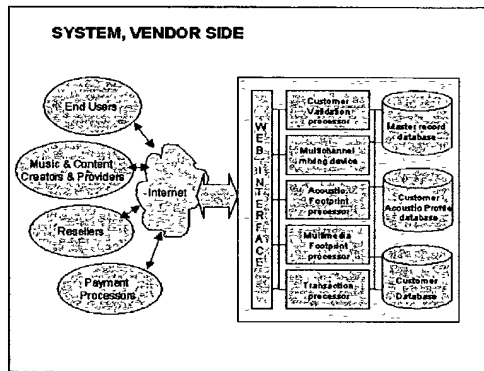 SYSTEM, VENDOR SIDE
End Users
Music & Content
Creators & Providers
Resellers
Payment
Processors
Internet
WEB INTERFACE
Customer
Validation
processor
Multichannel
mixing device
Acoustic
Footprint
processor
Multimedia
Footprint
processor
Transaction
processor
Master record
database
Customer
Acoustic Profile
database
Customer
Database